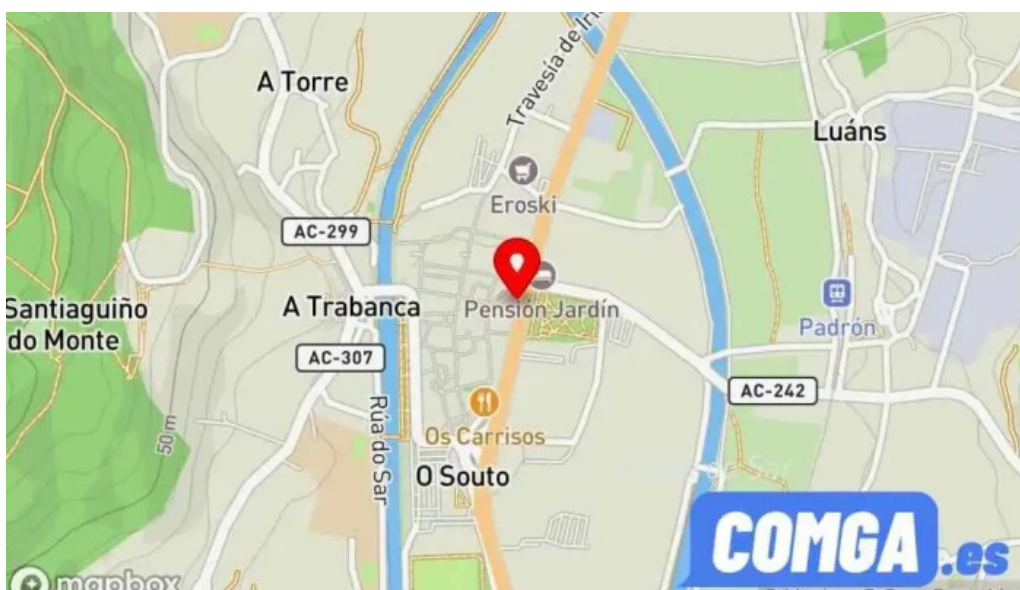 Travesía de Iri
A Torre
Luáns
Eroski
AC-299
Santiaguiño
do Monte
A Trabanca
Pensión Jardín
Padrón
AC-307
AC-242
Rúa do Sar
50 m
Os Carrisos
O Souto
COMGA.es
mapbox